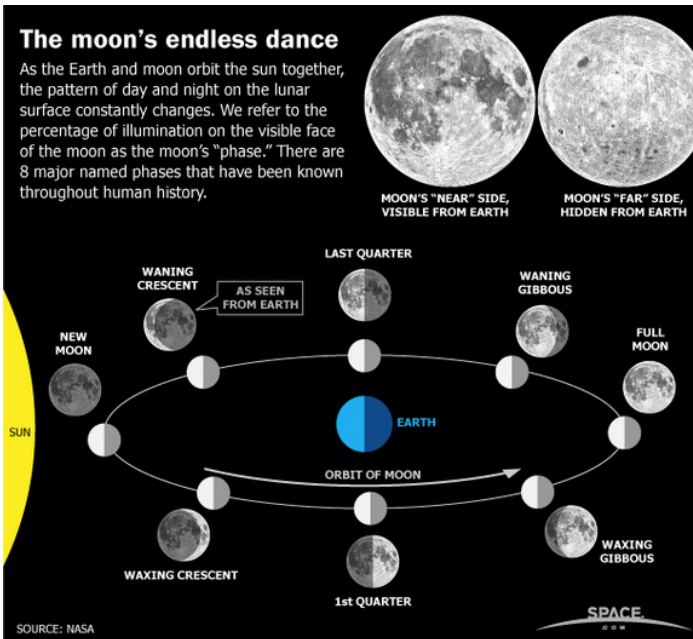 The moon's endless dance
As the Earth and moon orbit the sun together,
the pattern of day and night on the lunar
surface constantly changes. We refer to the
percentage of illumination on the visible face
of the moon as the moon's “phase.” There are
8 major named phases that have been known
throughout human history.
MOON'S “NEAR” SIDE,
VISIBLE FROM EARTH
MOON'S “FAR” SIDE,
HIDDEN FROM EARTH
LAST QUARTER
WANING
CRESCENT
AS SEEN
FROM EARTH
WANING
GIBBOUS
NEW
MOON
FULL
MOON
SUN
EARTH
ORBIT OF MOON
WAXING CRESCENT
1st QUARTER
WAXING
GIBBOUS
SOURCE: NASA
SPACE.
.COM